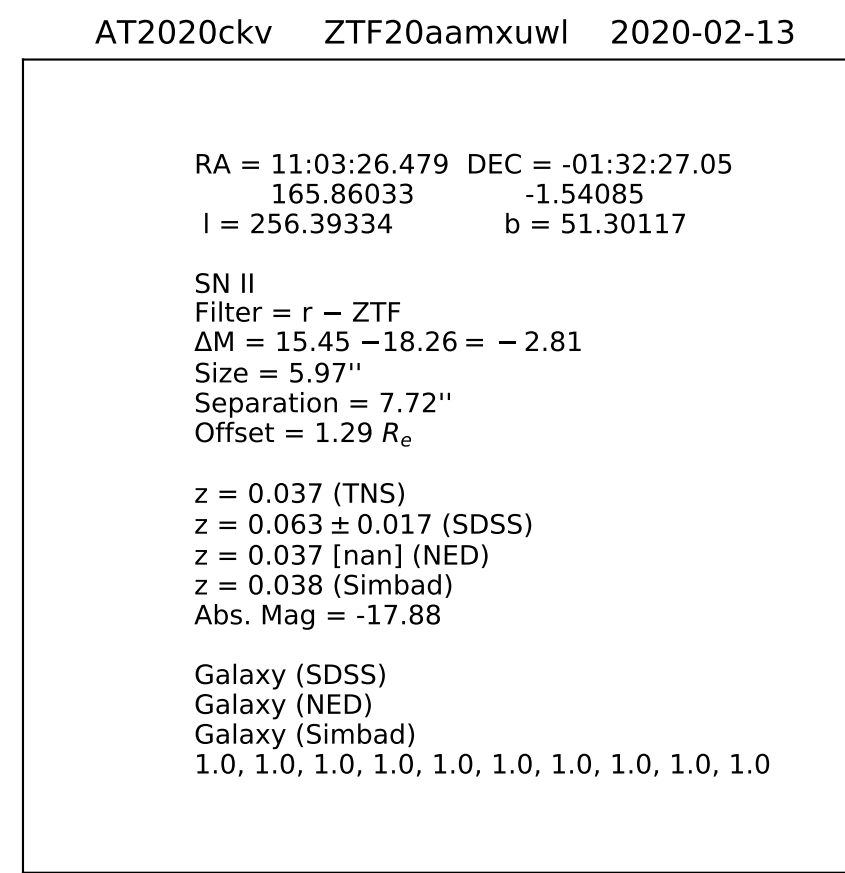 AT2020ckv ZTF20aamxuwl 2020-02-13
RA = 11:03:26.479 DEC = -01:32:27.05
165.86033 -1.54085
l = 256.39334 b = 51.30117
SN II
Filter = r − ZTF
ΔM = 15.45 −18.26 = − 2.81
Size = 5.97''
Separation = 7.72''
Offset = 1.29 Rₑ
z = 0.037 (TNS)
z = 0.063 ± 0.017 (SDSS)
z = 0.037 [nan] (NED)
z = 0.038 (Simbad)
Abs. Mag = -17.88
Galaxy (SDSS)
Galaxy (NED)
Galaxy (Simbad)
1.0, 1.0, 1.0, 1.0, 1.0, 1.0, 1.0, 1.0, 1.0, 1.0